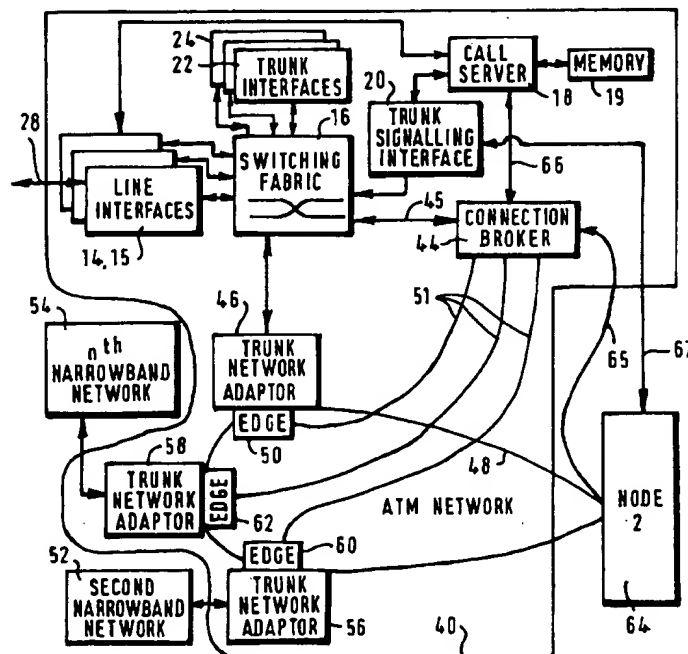 24
22
TRUNK
INTERFACES
20
CALL
SERVER
18
MEMORY
19
28
16
TRUNK
SIGNALLING
INTERFACE
66
LINE
INTERFACES
14,15
SWITCHING
FABRIC
45
CONNECTION
BROKER
44
54
nth
NARROWBAND
NETWORK
46
TRUNK
NETWORK
ADAPTOR
EDGE
50
51
65
67
58
TRUNK
NETWORK
ADAPTOR
EDGE
62
48
ATM NETWORK
NODE
2
64
52
SECOND
NARROWBAND
NETWORK
EDGE
60
TRUNK
NETWORK
ADAPTOR
56
40